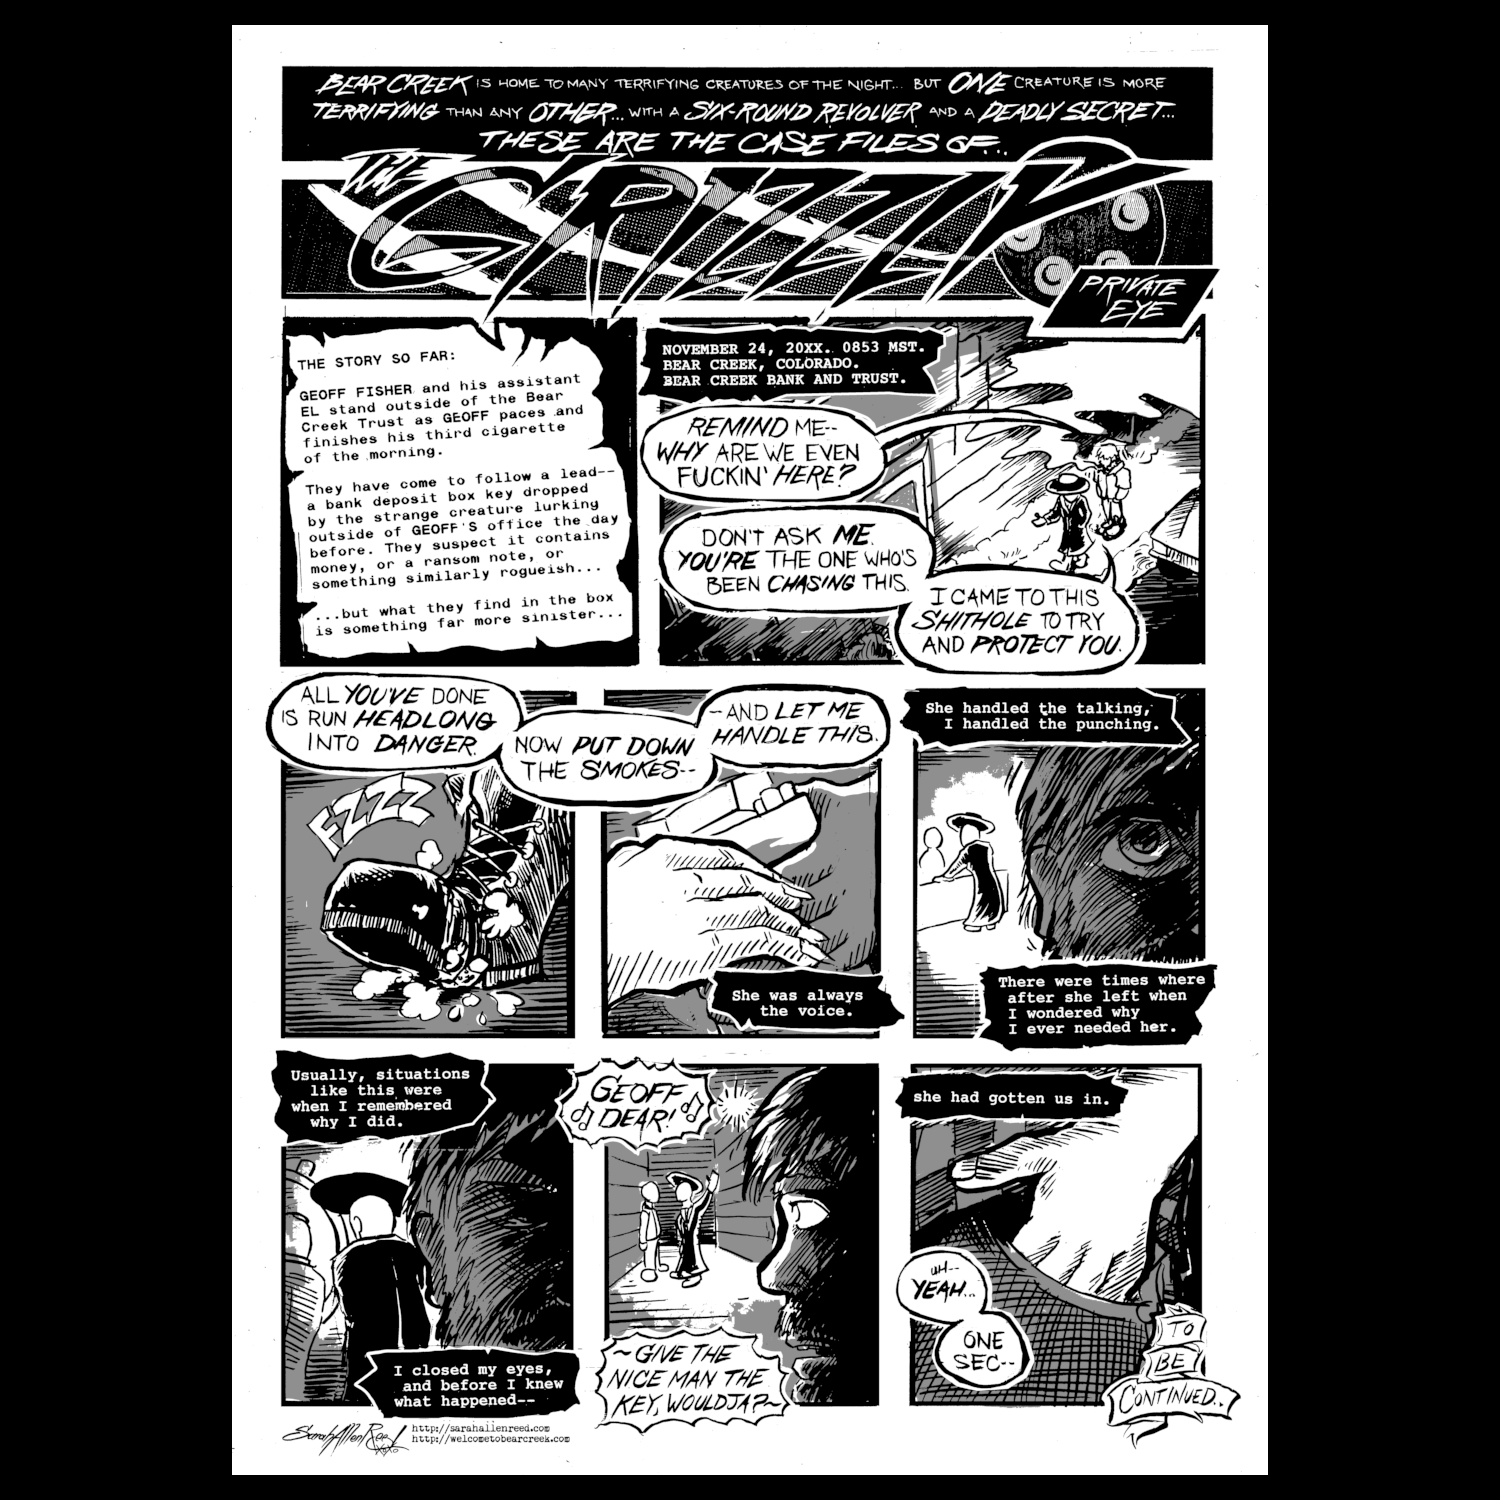 BEAR CREEK IS HOME TO MANY TERRIFYING CREATURES OF THE NIGHT... BUT ONE CREATURE IS MORE
TERRIFYING THAN ANY OTHER... WITH A SIX-ROUND REVOLVER AND A DEADLY SECRET...
THESE ARE THE CASE FILES OF...
THE
GRIZZLY
PRIVATE
EYE
THE STORY SO FAR:
GEOFF FISHER and his assistant
EL stand outside of the Bear
Creek Trust as GEOFF paces and
finishes his third cigarette
of the morning.
They have come to follow a lead--
a bank deposit box key dropped
by the strange creature lurking
outside of GEOFF'S office the day
before. They suspect it contains
money, or a ransom note, or
something similarly rogueish...
...but what they find in the box
is something far more sinister...
NOVEMBER 24, 20XX. 0853 MST.
BEAR CREEK, COLORADO.
BEAR CREEK BANK AND TRUST.
REMIND ME--
WHY ARE WE EVEN
FUCKIN' HERE?
DON'T ASK ME.
YOU'RE THE ONE WHO'S
BEEN CHASING THIS.
I CAME TO THIS
SHITHOLE TO TRY
AND PROTECT YOU.
ALL YOU'VE DONE
IS RUN HEADLONG
INTO DANGER.
NOW PUT DOWN
THE SMOKES--
-AND LET ME
HANDLE THIS.
FZZZ
She was always
the voice.
She handled the talking,
I handled the punching.
There were times where
after she left when
I wondered why
I ever needed her.
Usually, situations
like this were
when I remembered
why I did.
I closed my eyes,
and before I knew
what happened--
GEOFF
DEAR!
~GIVE THE
NICE MAN THE
KEY, WOULDJA?~
she had gotten us in.
UH--
YEAH...
ONE
SEC--
TO
BE
CONTINUED...
Sarah Allen Reed
XOXO
http://sarahallenreed.com
http://welcometobearcreek.com